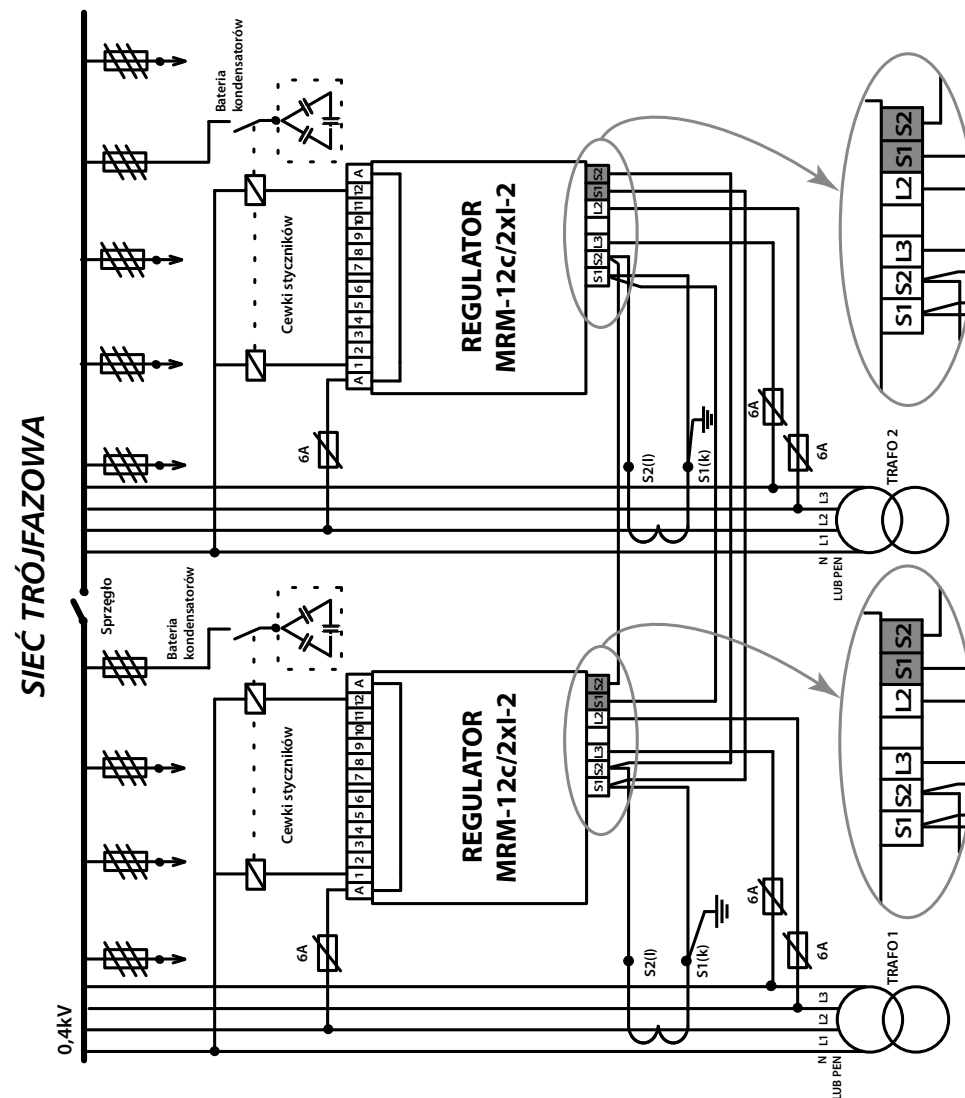 SIEĆ TRÓJFAZOWA
0,4kV
Sprzęgło
Bateria
kondensatorów
Cewki styczników
6A
A 1 2 3 4 5 6 7 8 9 10 11 12 A
REGULATOR
MRM-12c/2xI-2
S1 S2 L3 L2 S1 S2
S2(l)
S1(k)
6A
6A
N L1 L2 L3
LUB PEN
TRAFO 1
S1 S2 L3 L2 S1 S2
Bateria
kondensatorów
Cewki styczników
6A
A 1 2 3 4 5 6 7 8 9 10 11 12 A
REGULATOR
MRM-12c/2xI-2
S1 S2 L3 L2 S1 S2
S2(l)
S1(k)
6A
6A
N L1 L2 L3
LUB PEN
TRAFO 2
S1 S2 L3 L2 S1 S2